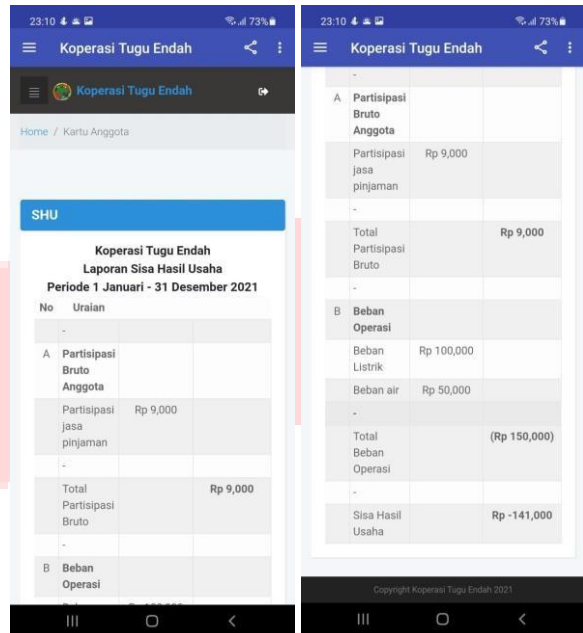 23:10
73%
Koperasi Tugu Endah
Koperasi Tugu Endah
Home / Kartu Anggota
SHU
Koperasi Tugu Endah
Laporan Sisa Hasil Usaha
Periode 1 Januari - 31 Desember 2021
No Uraian
-
A Partisipasi
Bruto
Anggota
Partisipasi Rp 9,000
jasa
pinjaman
-
Total Rp 9,000
Partisipasi
Bruto
-
B Beban
Operasi
23:10
73%
Koperasi Tugu Endah
-
A Partisipasi
Bruto
Anggota
Partisipasi Rp 9,000
jasa
pinjaman
-
Total Rp 9,000
Partisipasi
Bruto
-
B Beban
Operasi
Beban Rp 100,000
Listrik
Beban air Rp 50,000
-
Total (Rp 150,000)
Beban
Operasi
-
Sisa Hasil Rp -141,000
Usaha
Copyright Koperasi Tugu Endah 2021